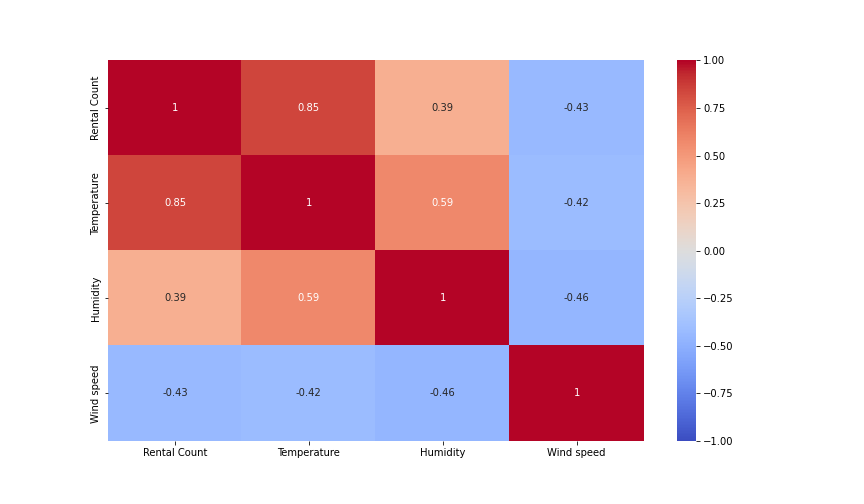 Rental Count 1 0.85 0.39 -0.43
Temperature 0.85 1 0.59 -0.42
Humidity 0.39 0.59 1 -0.46
Wind speed -0.43 -0.42 -0.46 1
Rental Count Temperature Humidity Wind speed
1.00
0.75
0.50
0.25
0.00
−0.25
−0.50
−0.75
−1.00